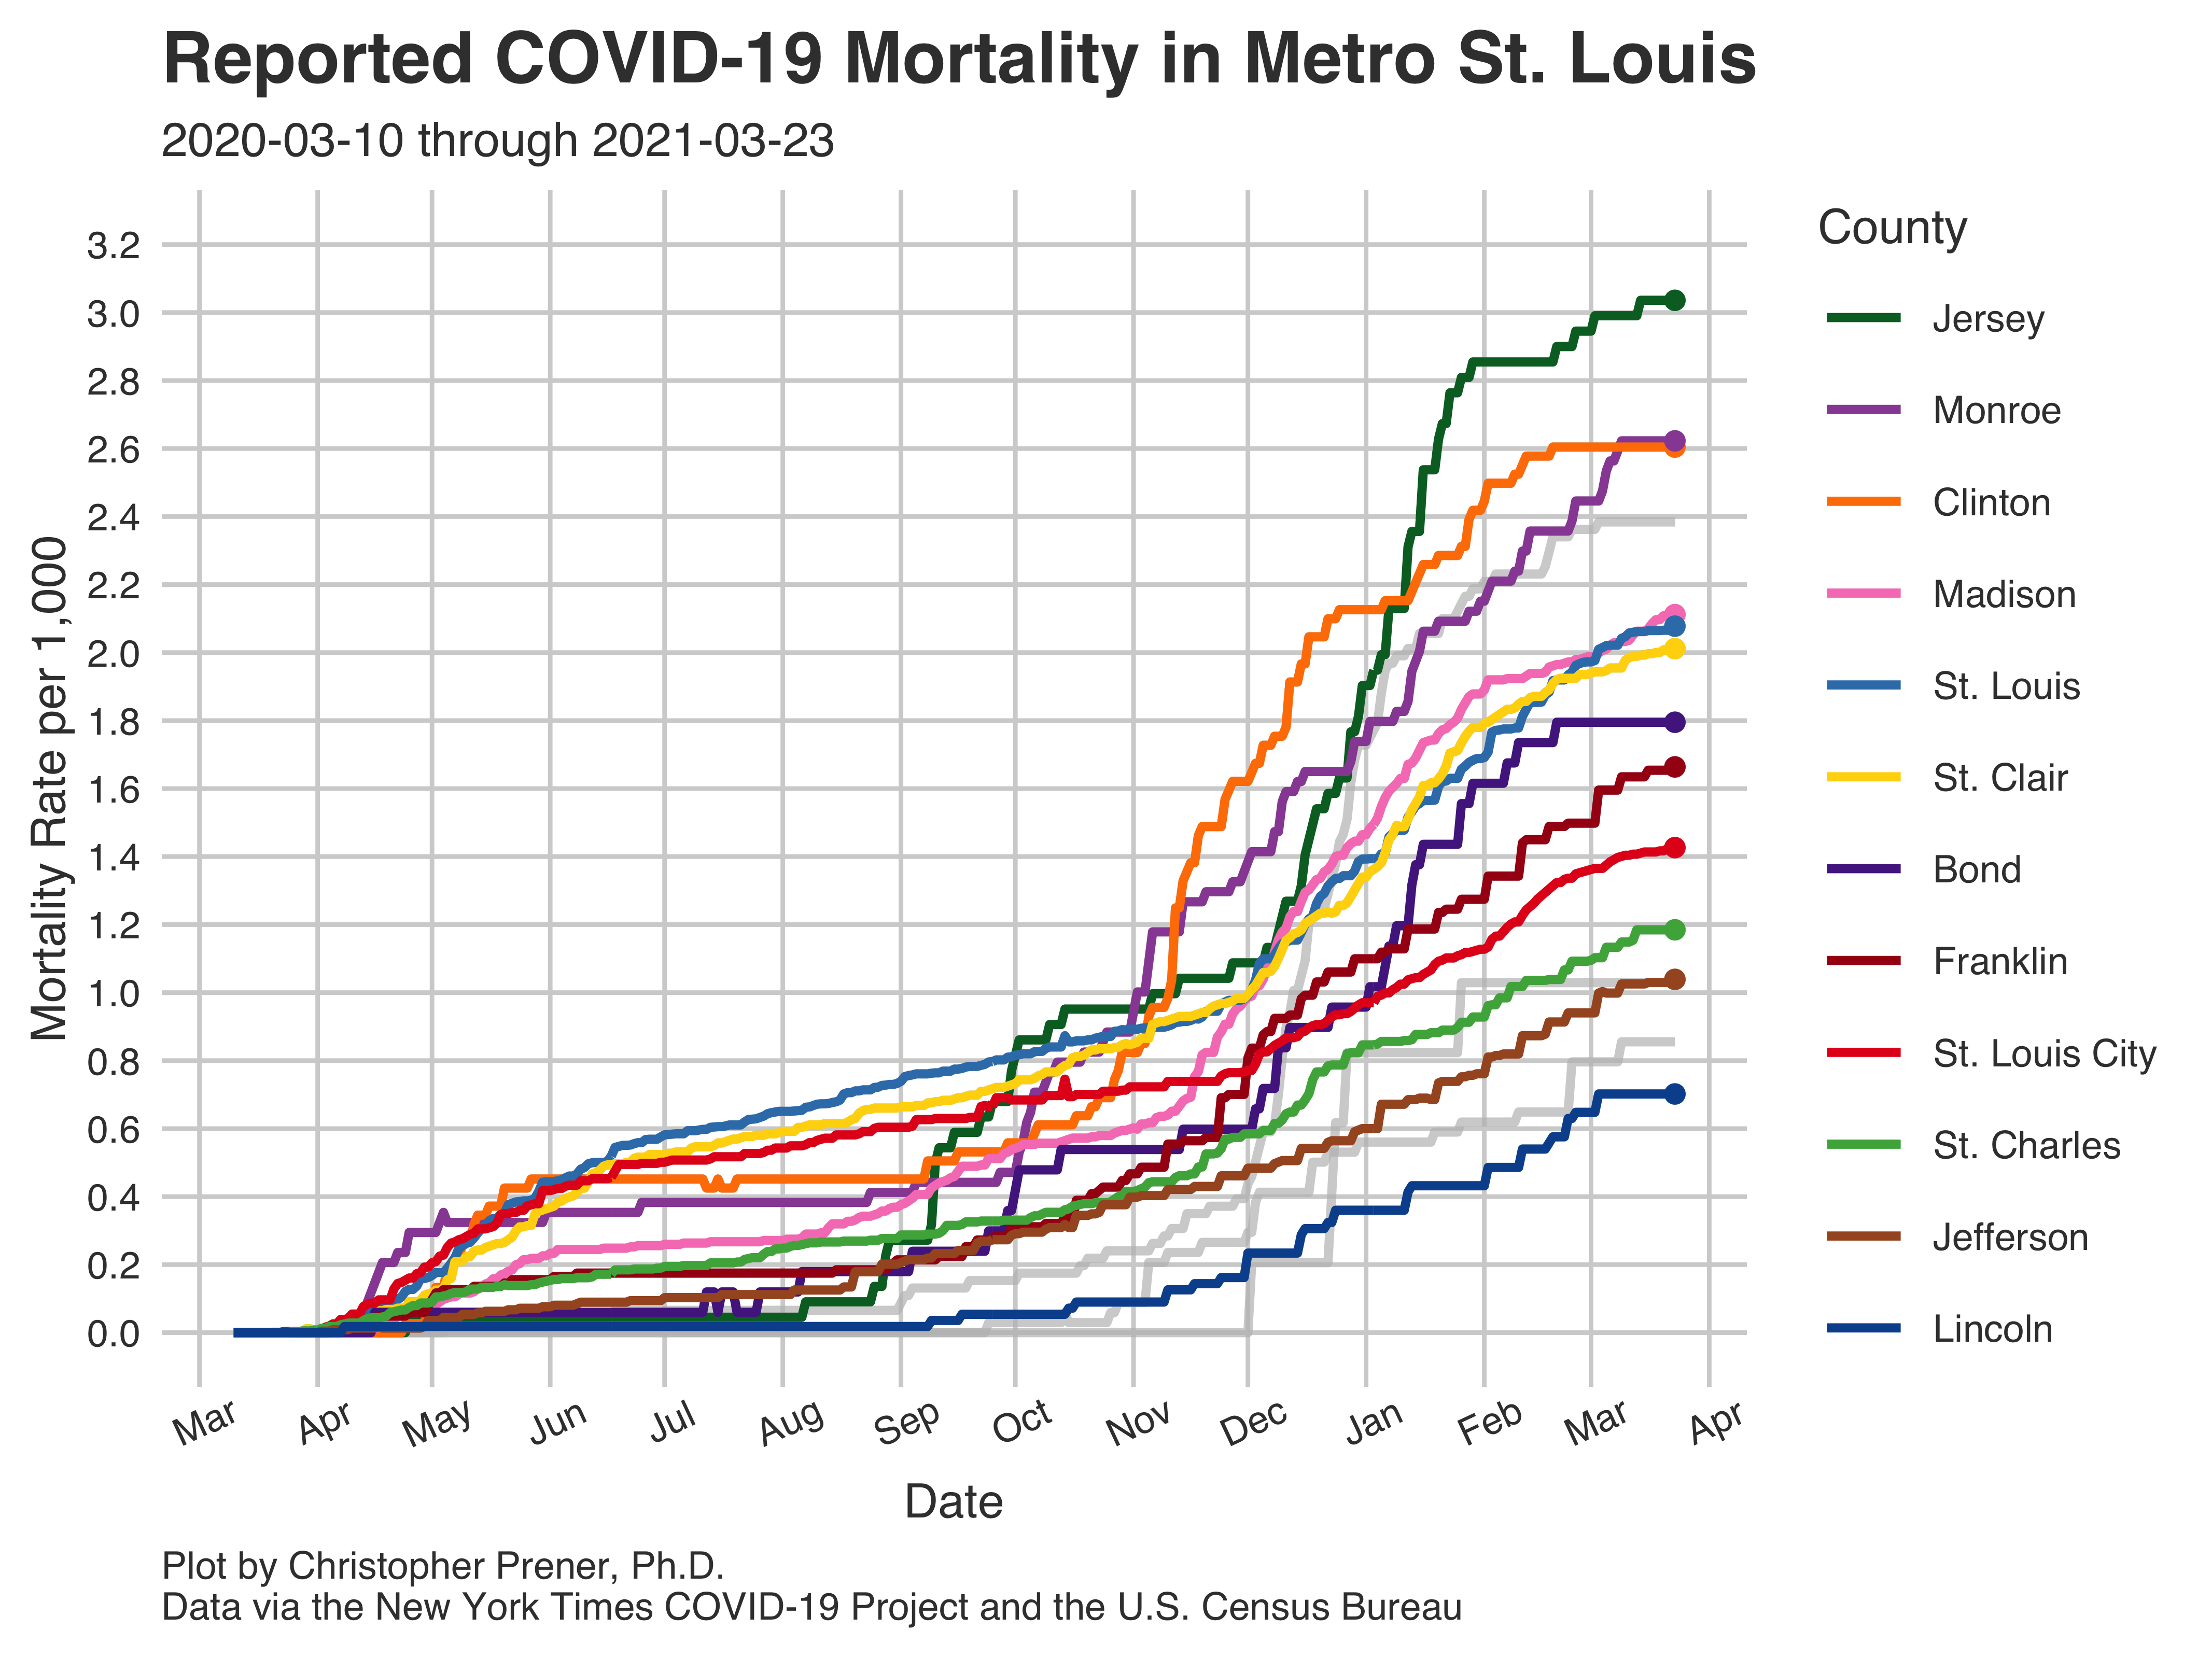 Reported COVID-19 Mortality in Metro St. Louis
2020-03-10 through 2021-03-23
Mortality Rate per 1,000
3.2
3.0
2.8
2.6
2.4
2.2
2.0
1.8
1.6
1.4
1.2
1.0
0.8
0.6
0.4
0.2
0.0
Mar Apr May Jun Jul Aug Sep Oct Nov Dec Jan Feb Mar Apr
Date
County
Jersey
Monroe
Clinton
Madison
St. Louis
St. Clair
Bond
Franklin
St. Louis City
St. Charles
Jefferson
Lincoln
Plot by Christopher Prener, Ph.D.
Data via the New York Times COVID-19 Project and the U.S. Census Bureau